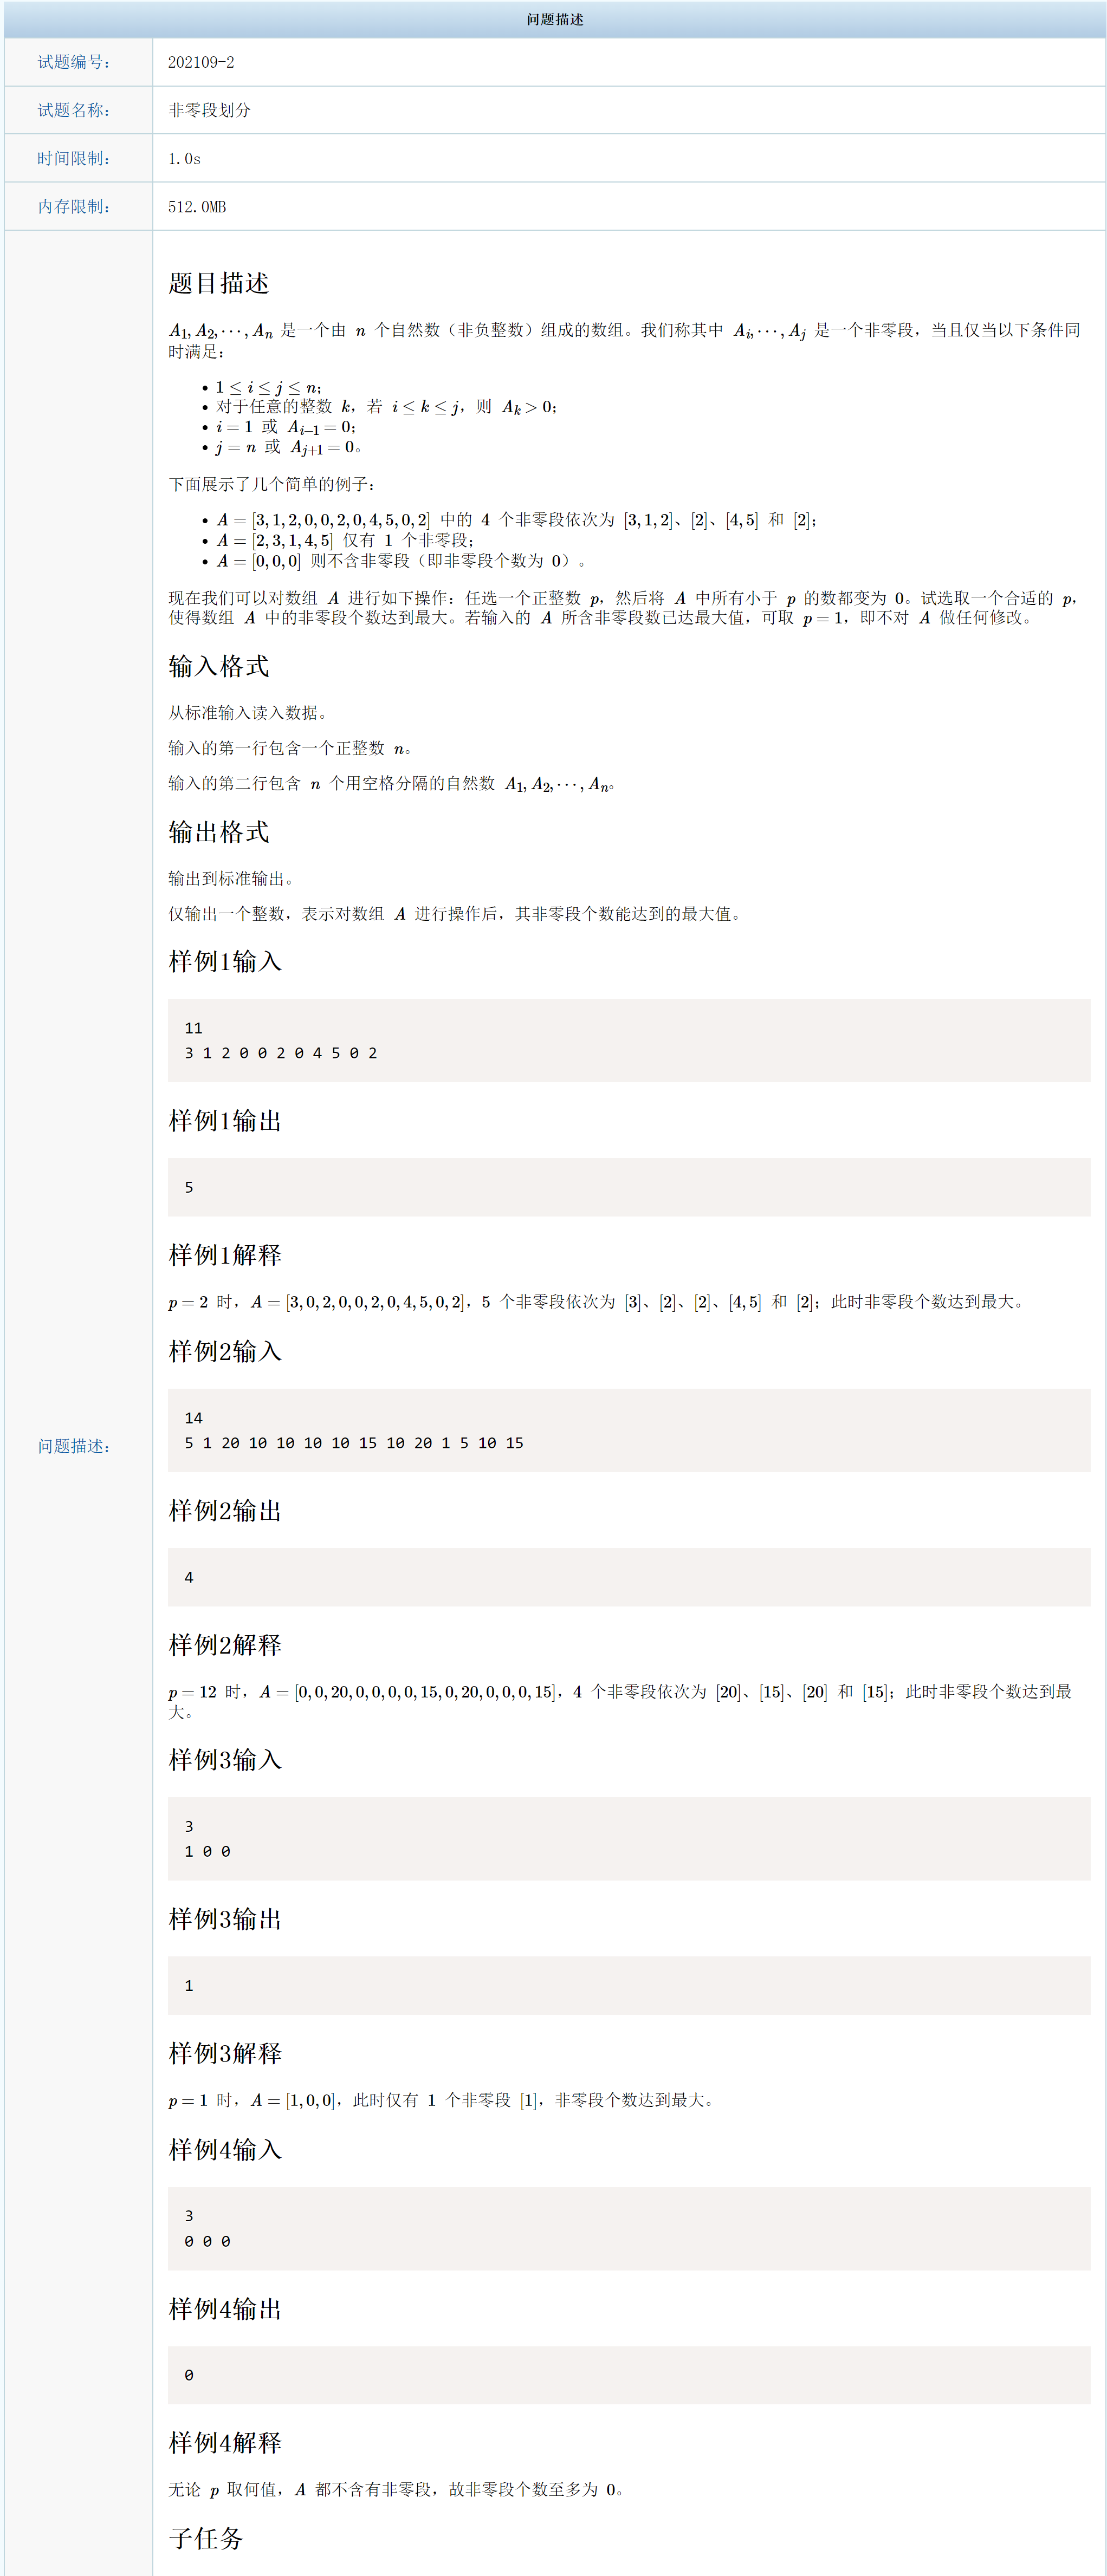 问题描述
试题编号： 202109-2
试题名称： 非零段划分
时间限制： 1.0s
内存限制： 512.0MB
问题描述：
题目描述
A₁, A₂, ⋯, Aₙ 是一个由 n 个自然数（非负整数）组成的数组。我们称其中 Aᵢ, ⋯, Aⱼ 是一个非零段，当且仅当以下条件同
时满足：
• 1 ≤ i ≤ j ≤ n；
• 对于任意的整数 k，若 i ≤ k ≤ j，则 Aₖ > 0；
• i = 1 或 Aᵢ₋₁ = 0；
• j = n 或 Aⱼ₊₁ = 0。
下面展示了几个简单的例子：
• A = [3, 1, 2, 0, 0, 2, 0, 4, 5, 0, 2] 中的 4 个非零段依次为 [3, 1, 2]、[2]、[4, 5] 和 [2]；
• A = [2, 3, 1, 4, 5] 仅有 1 个非零段；
• A = [0, 0, 0] 则不含非零段（即非零段个数为 0）。
现在我们可以对数组 A 进行如下操作：任选一个正整数 p，然后将 A 中所有小于 p 的数都变为 0。试选取一个合适的 p，
使得数组 A 中的非零段个数达到最大。若输入的 A 所含非零段数已达最大值，可取 p = 1，即不对 A 做任何修改。
输入格式
从标准输入读入数据。
输入的第一行包含一个正整数 n。
输入的第二行包含 n 个用空格分隔的自然数 A₁, A₂, ⋯, Aₙ。
输出格式
输出到标准输出。
仅输出一个整数，表示对数组 A 进行操作后，其非零段个数能达到的最大值。
样例1输入
11
3 1 2 0 0 2 0 4 5 0 2
样例1输出
5
样例1解释
p = 2 时，A = [3, 0, 2, 0, 0, 2, 0, 4, 5, 0, 2]，5 个非零段依次为 [3]、[2]、[2]、[4, 5] 和 [2]；此时非零段个数达到最大。
样例2输入
14
5 1 20 10 10 10 10 15 10 20 1 5 10 15
样例2输出
4
样例2解释
p = 12 时，A = [0, 0, 20, 0, 0, 0, 0, 15, 0, 20, 0, 0, 0, 15]，4 个非零段依次为 [20]、[15]、[20] 和 [15]；此时非零段个数达到最
大。
样例3输入
3
1 0 0
样例3输出
1
样例3解释
p = 1 时，A = [1, 0, 0]，此时仅有 1 个非零段 [1]，非零段个数达到最大。
样例4输入
3
0 0 0
样例4输出
0
样例4解释
无论 p 取何值，A 都不含有非零段，故非零段个数至多为 0。
子任务